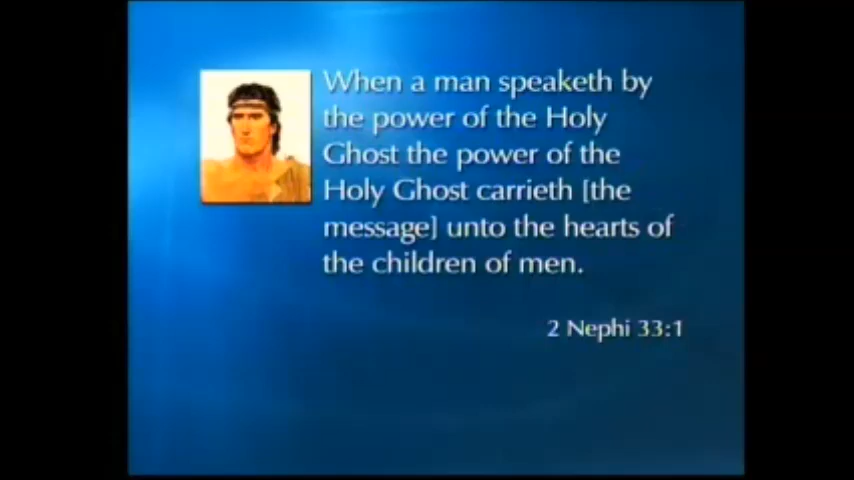 When a man speaketh by
the power of the Holy
Ghost the power of the
Holy Ghost carrieth [the
message] unto the hearts of
the children of men.
2 Nephi 33:1